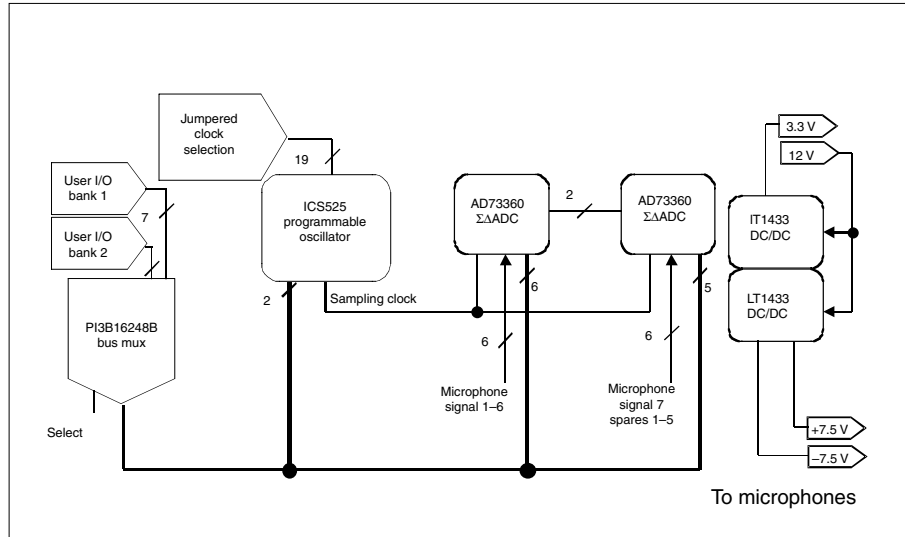 Jumpered
clock
selection
19
User I/O
bank 1
7
User I/O
bank 2
PI3B16248B
bus mux
Select
ICS525
programmable
oscillator
2
Sampling clock
AD73360
ΣΔADC
2
AD73360
ΣΔADC
6
5
6
6
Microphone
signal 1–6
Microphone
signal 7
spares 1–5
3.3 V
12 V
IT1433
DC/DC
LT1433
DC/DC
+7.5 V
–7.5 V
To microphones